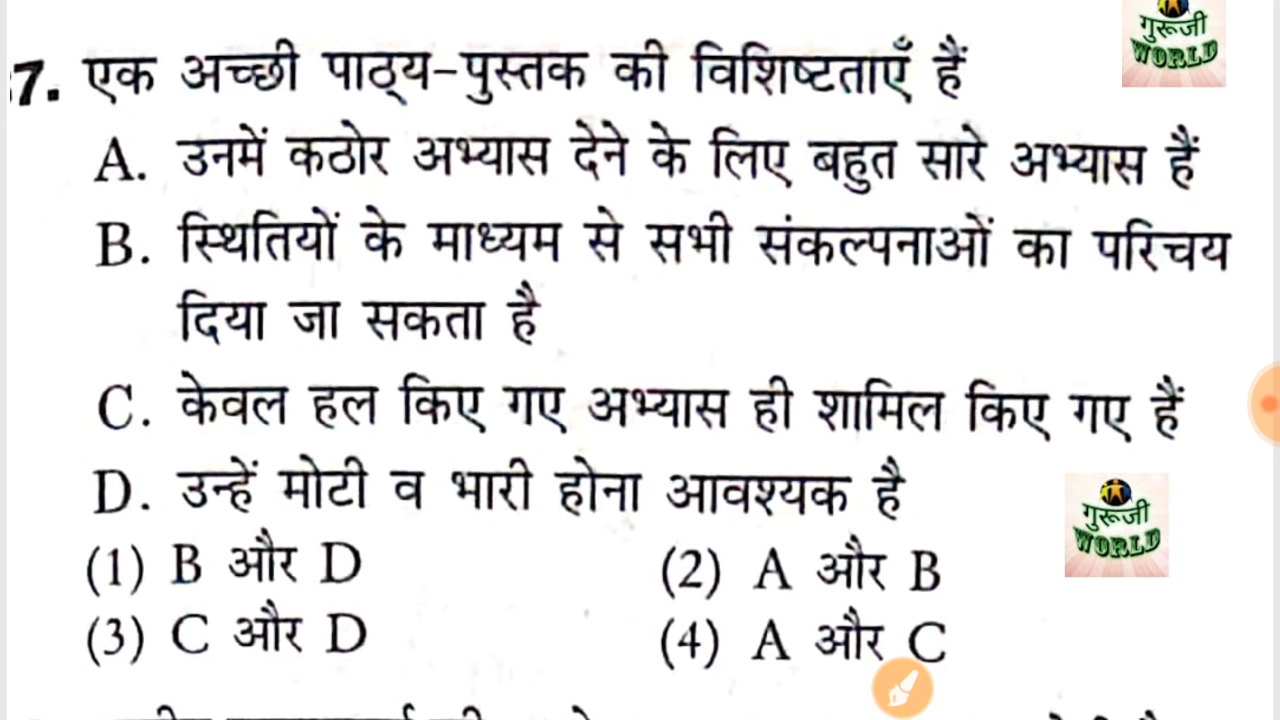 गुरूजी
WORLD
37. एक अच्छी पाठ्य-पुस्तक की विशिष्टताएँ हैं
A. उनमें कठोर अभ्यास देने के लिए बहुत सारे अभ्यास हैं
B. स्थितियों के माध्यम से सभी संकल्पनाओं का परिचय
दिया जा सकता है
C. केवल हल किए गए अभ्यास ही शामिल किए गए हैं
D. उन्हें मोटी व भारी होना आवश्यक है
गुरूजी
WORLD
(1) B और D (2) A और B
(3) C और D (4) A और C